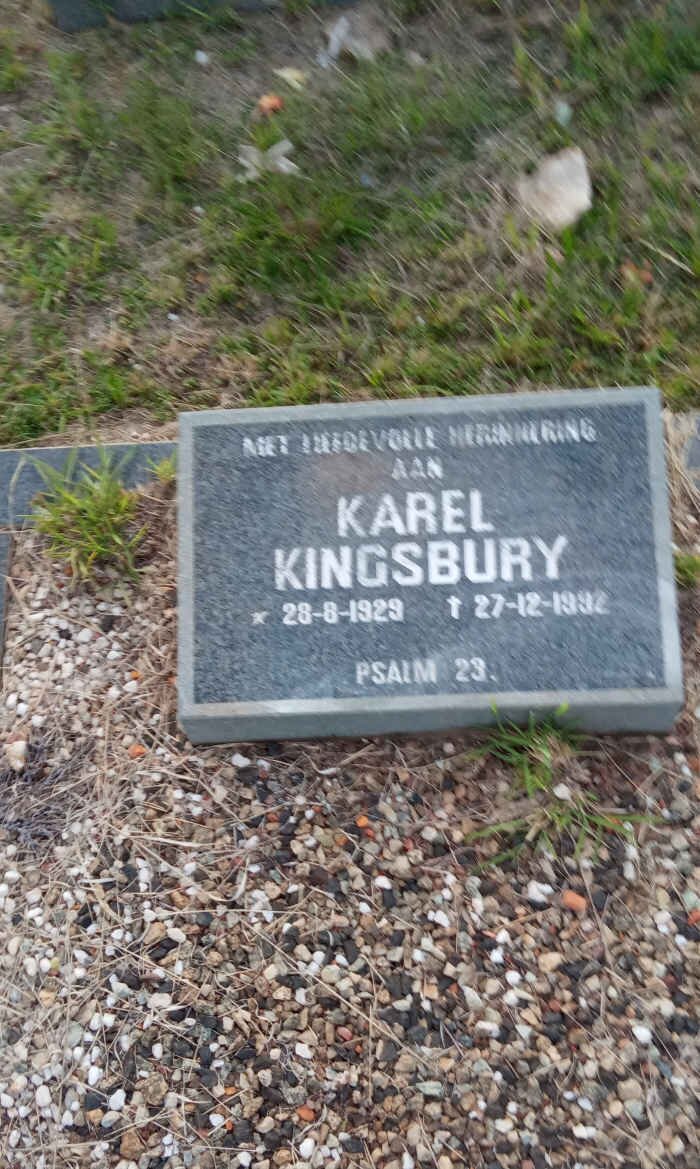 MET LIEFDEVOLLE HERINNERING
AAN
KAREL
KINGSBURY
* 28-8-1929 † 27-12-1992
PSALM 23.